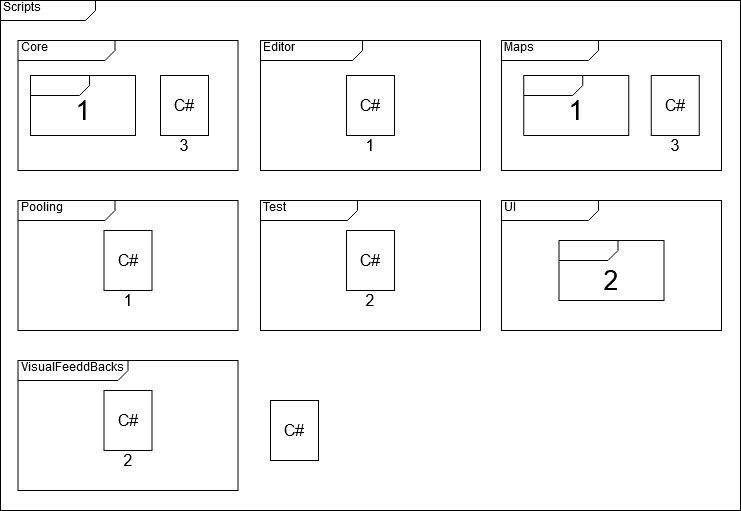 Scripts
Core
1
C#
3
Editor
C#
1
Maps
1
C#
3
Pooling
C#
1
Test
C#
2
UI
2
VisualFeeddBacks
C#
2
C#